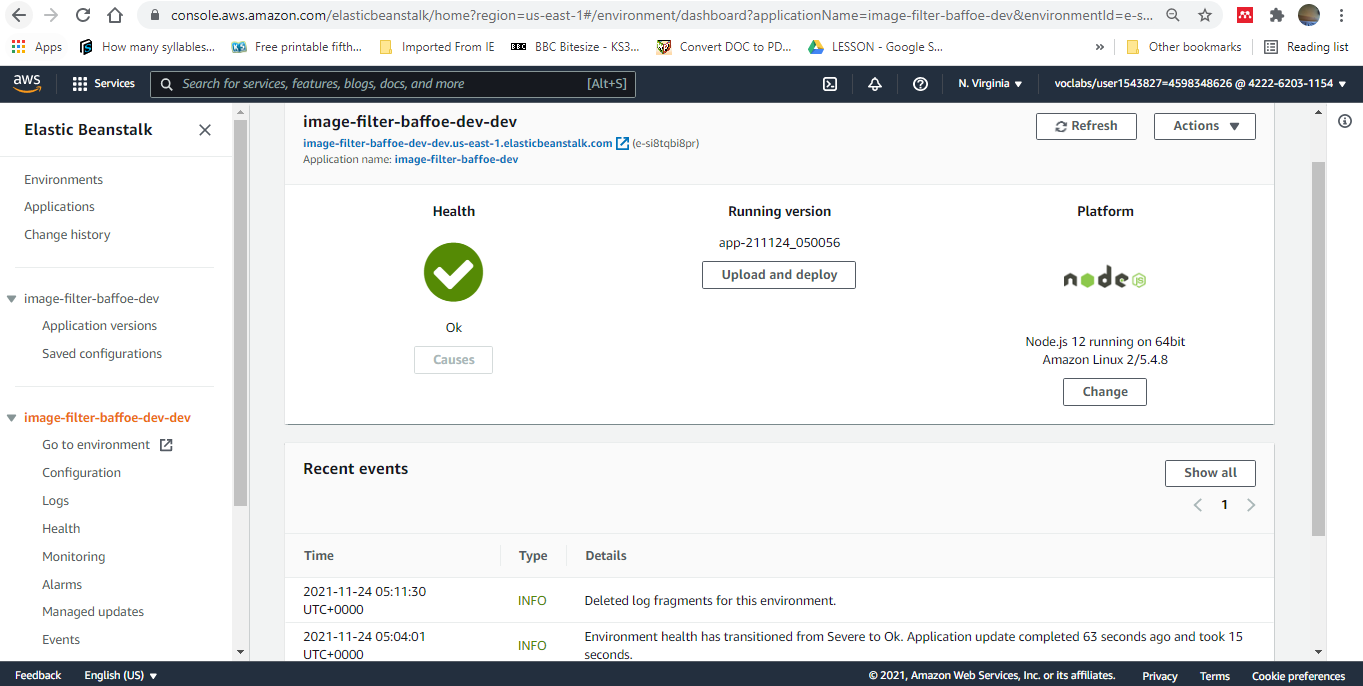 console.aws.amazon.com/elasticbeanstalk/home?region=us-east-1#/environment/dashboard?applicationName=image-filter-baffoe-dev&environmentId=e-s...
Apps How many syllables... Free printable fifth... Imported From IE BBC BBC Bitesize - KS3... Convert DOC to PD... LESSON - Google S... » Other bookmarks Reading list
aws Services Search for services, features, blogs, docs, and more [Alt+S] N. Virginia ▼ voclabs/user1543827=4598348626 @ 4222-6203-1154 ▼
Elastic Beanstalk
Environments
Applications
Change history
image-filter-baffoe-dev
Application versions
Saved configurations
image-filter-baffoe-dev-dev
Go to environment
Configuration
Logs
Health
Monitoring
Alarms
Managed updates
Events
image-filter-baffoe-dev-dev
image-filter-baffoe-dev-dev.us-east-1.elasticbeanstalk.com (e-si8tqbi8pr)
Application name: image-filter-baffoe-dev
Refresh
Actions ▼
Health
Ok
Causes
Running version
app-211124_050056
Upload and deploy
Platform
node JS
Node.js 12 running on 64bit
Amazon Linux 2/5.4.8
Change
Recent events
Show all
< 1 >
Time Type Details
2021-11-24 05:11:30
UTC+0000
INFO
Deleted log fragments for this environment.
2021-11-24 05:04:01
UTC+0000
INFO
Environment health has transitioned from Severe to Ok. Application update completed 63 seconds ago and took 15
seconds.
Feedback English (US) ▼ © 2021, Amazon Web Services, Inc. or its affiliates. Privacy Terms Cookie preferences